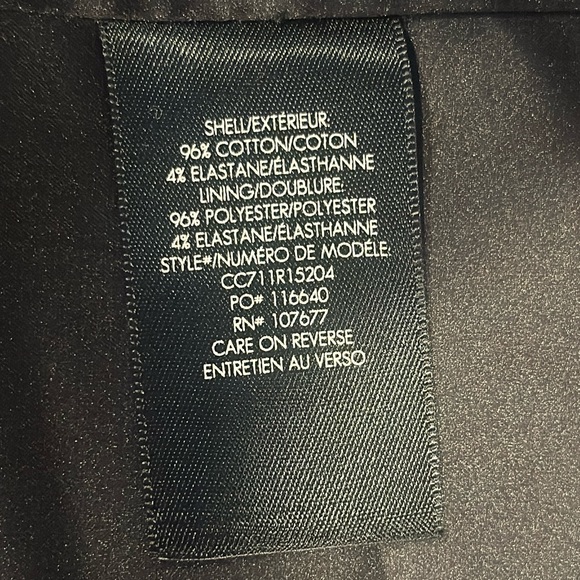 SHELL/EXTÉRIEUR:
96% COTTON/COTON
4% ELASTANE/ÉLASTHANNE
LINING/DOUBLURE:
96% POLYESTER/POLYESTER
4% ELASTANE/ÉLASTHANNE
STYLE#/NUMÉRO DE MODÈLE:
CC711R15204
PO# 116640
RN# 107677
CARE ON REVERSE
ENTRETIEN AU VERSO